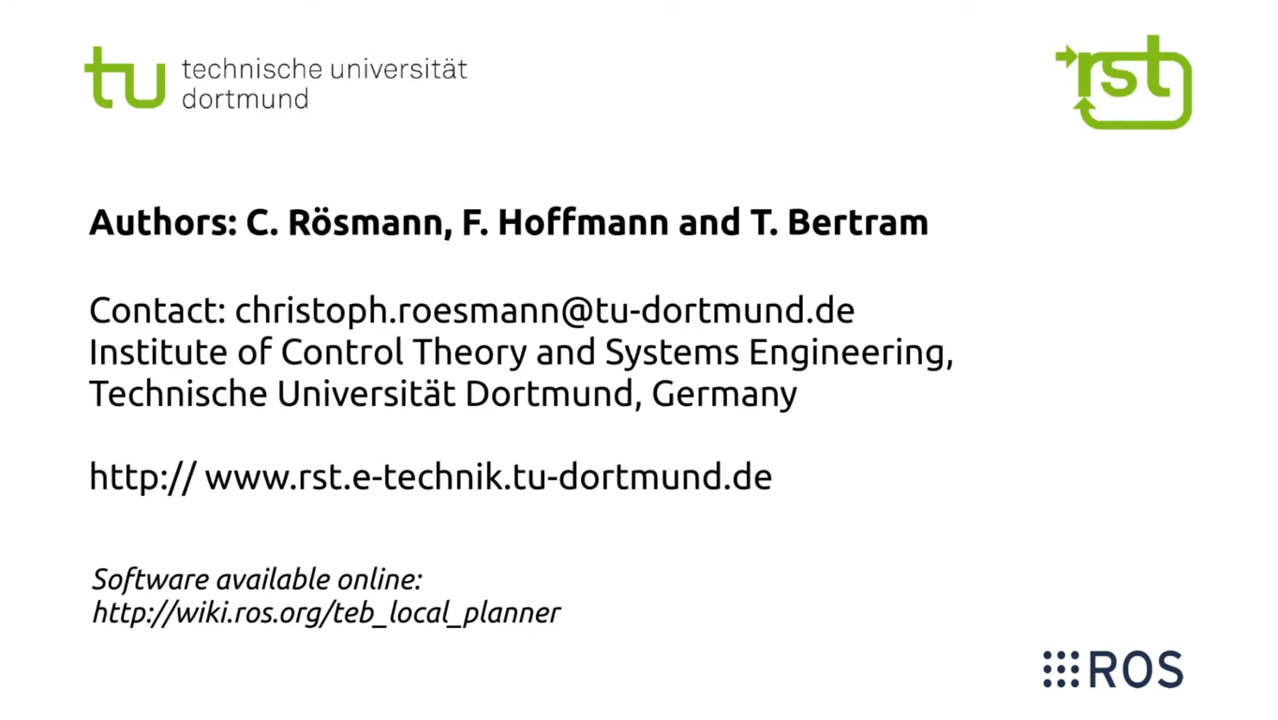 tu technische universität
dortmund
rst
Authors: C. Rösmann, F. Hoffmann and T. Bertram
Contact: christoph.roesmann@tu-dortmund.de
Institute of Control Theory and Systems Engineering,
Technische Universität Dortmund, Germany
http:// www.rst.e-technik.tu-dortmund.de
Software available online:
http://wiki.ros.org/teb_local_planner
ROS